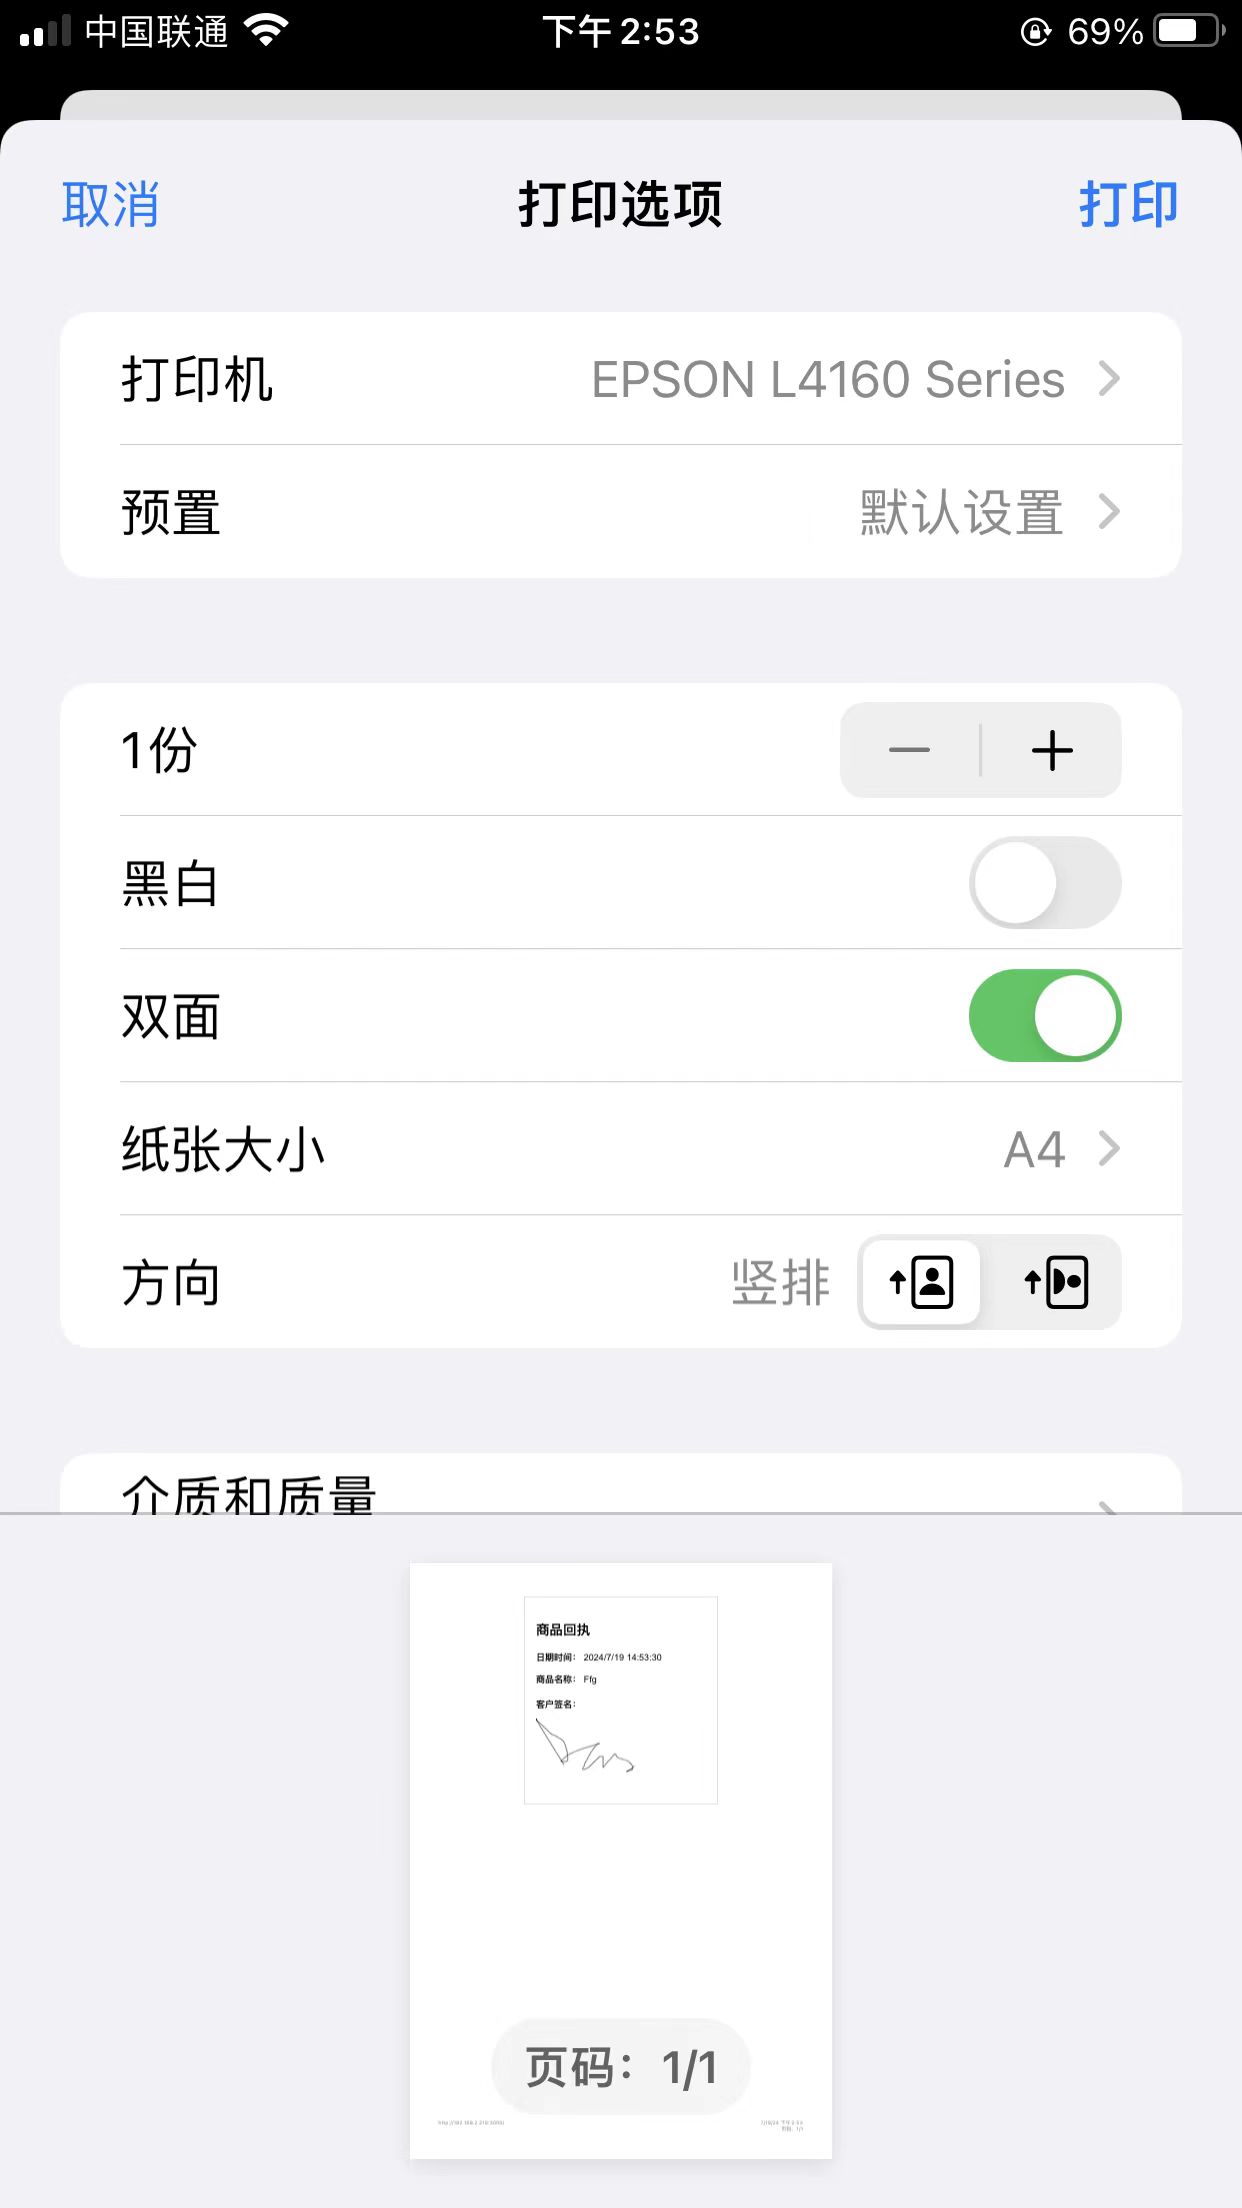 中国联通
下午 2:53
69%
取消
打印选项
打印
打印机
EPSON L4160 Series
预置
默认设置
1份
黑白
双面
纸张大小
A4
方向
竖排
介质和质量
商品回执
日期时间： 2024/7/19 14:53:30
商品名称： Ffg
客户签名：
页码：1/1